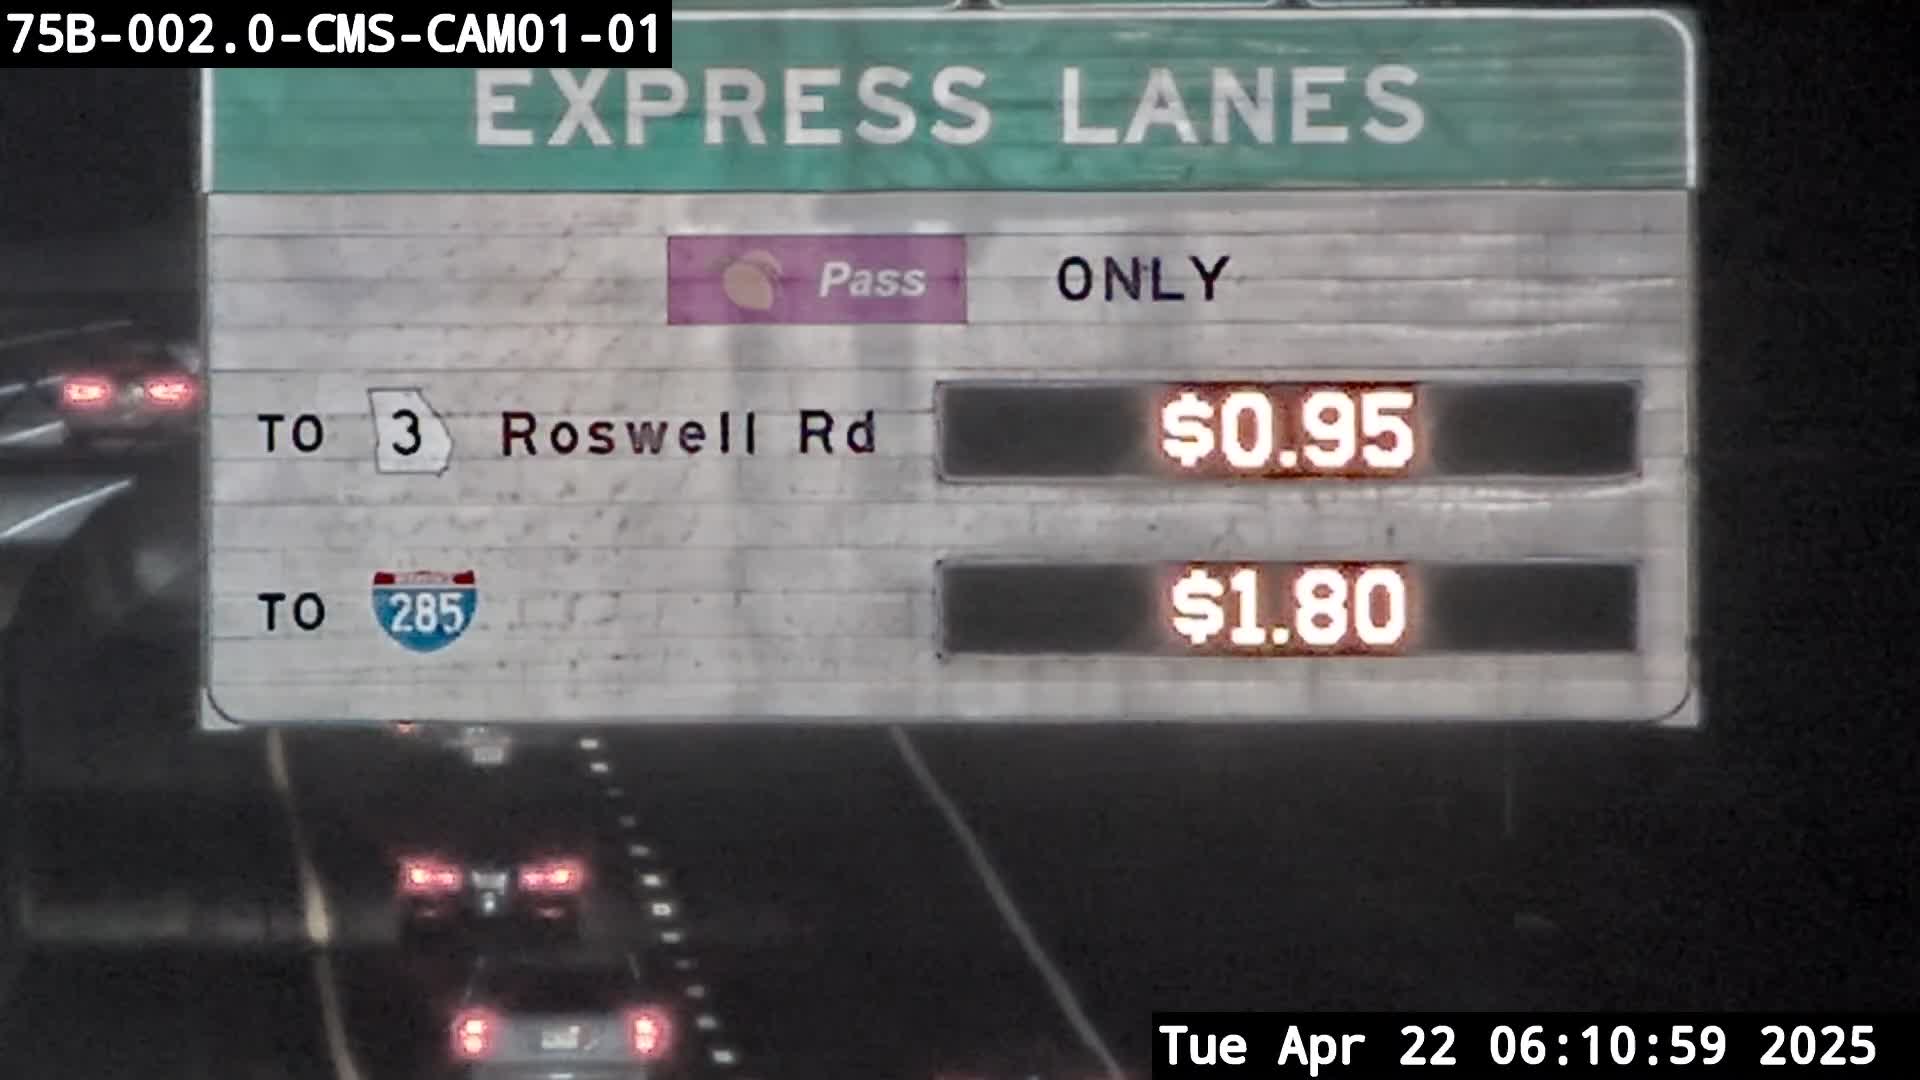 75B-002.0-CMS-CAM01-01
EXPRESS LANES
Pass ONLY
TO 3 Roswell Rd $0.95
TO 285 $1.80
Tue Apr 22 06:10:59 2025